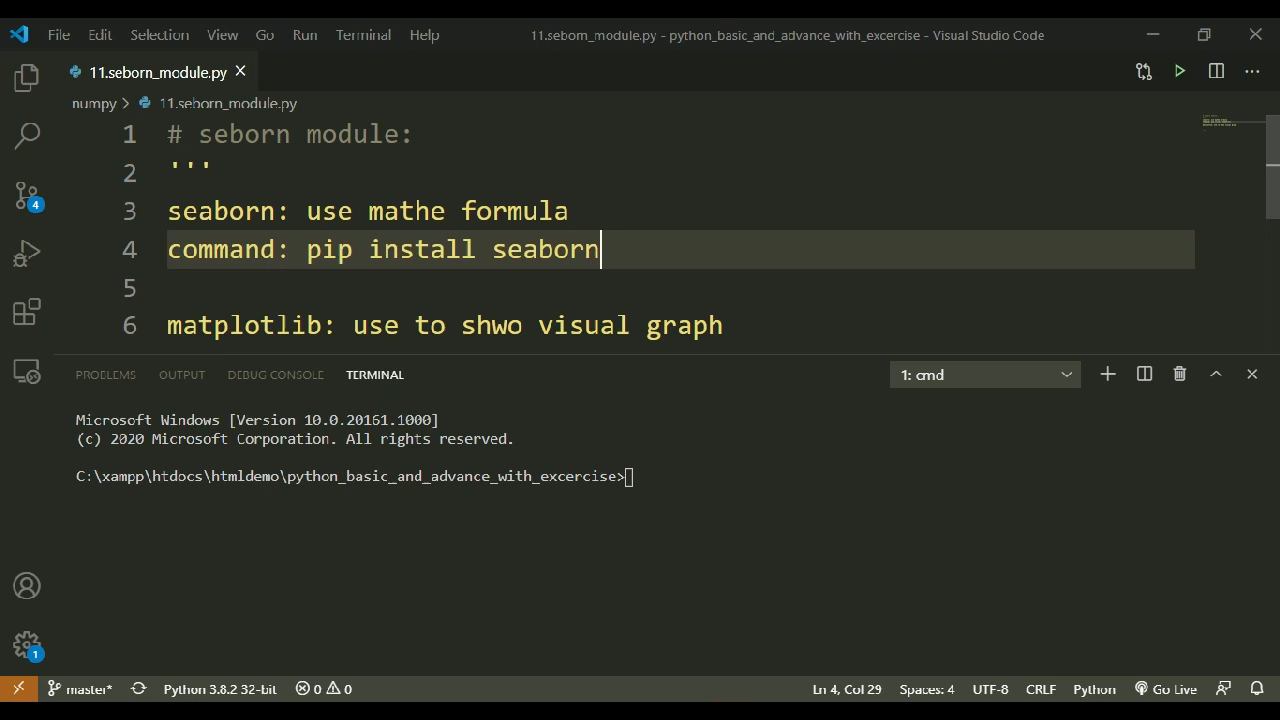 File Edit Selection View Go Run Terminal Help 11.seborn_module.py - python_basic_and_advance_with_excercise - Visual Studio Code
11.seborn_module.py
numpy > 11.seborn_module.py
1 # seborn module:
2 '''
3 seaborn: use mathe formula
4 command: pip install seaborn
5
6 matplotlib: use to shwo visual graph
4
PROBLEMS OUTPUT DEBUG CONSOLE TERMINAL 1: cmd
Microsoft Windows [Version 10.0.20161.1000]
(c) 2020 Microsoft Corporation. All rights reserved.
C:\xampp\htdocs\htmldemo\python_basic_and_advance_with_excercise>
1
master* Python 3.8.2 32-bit 0 0 Ln 4, Col 29 Spaces: 4 UTF-8 CRLF Python Go Live